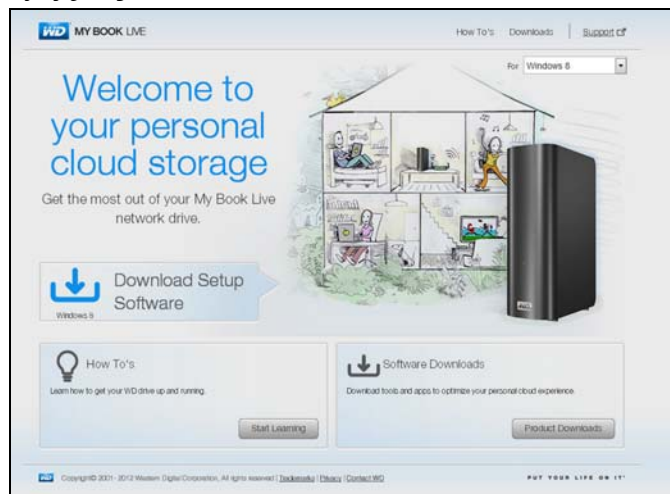 WD MY BOOK LIVE
How To's Downloads Support
For Windows 8
Welcome to
your personal
cloud storage
Get the most out of your My Book Live
network drive.
Download Setup
Software
Windows 8
How To's
Learn how to get your WD drive up and running.
Start Learning
Software Downloads
Download tools and apps to optimize your personal cloud experience.
Product Downloads
WD
WD Copyright© 2001 - 2012 Western Digital Corporation, All rights reserved | Trademarks | Privacy | Contact WD
PUT YOUR LIFE ON IT